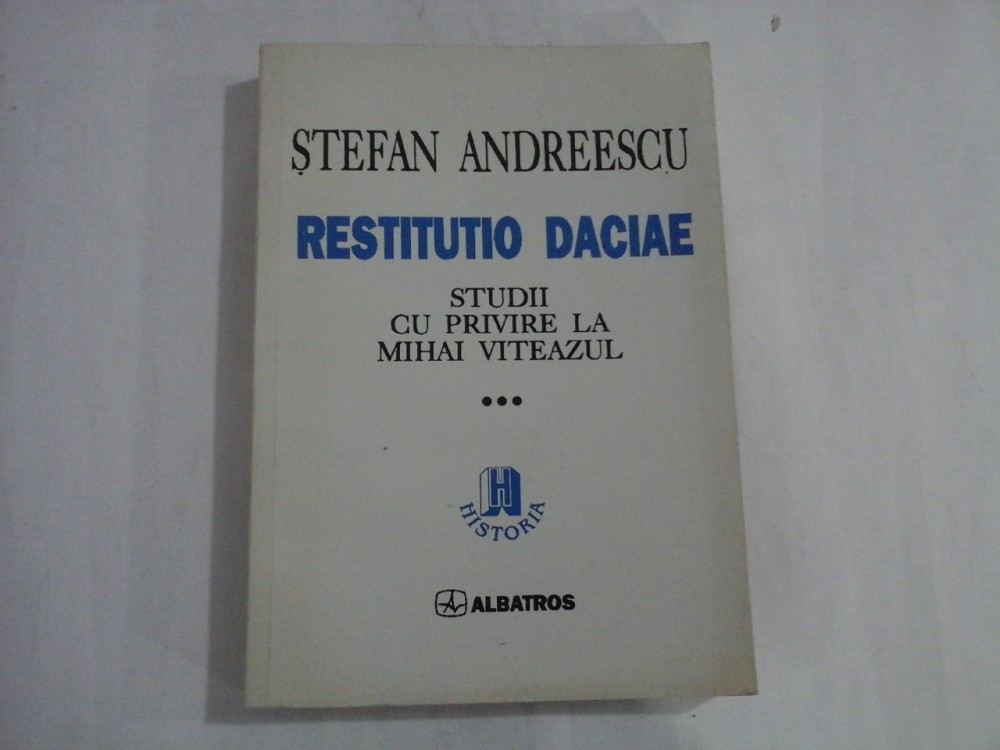 ȘTEFAN ANDREESCU
RESTITUTIO DACIAE
STUDII
CU PRIVIRE LA
MIHAI VITEAZUL
•••
H
HISTORIA
ALBATROS